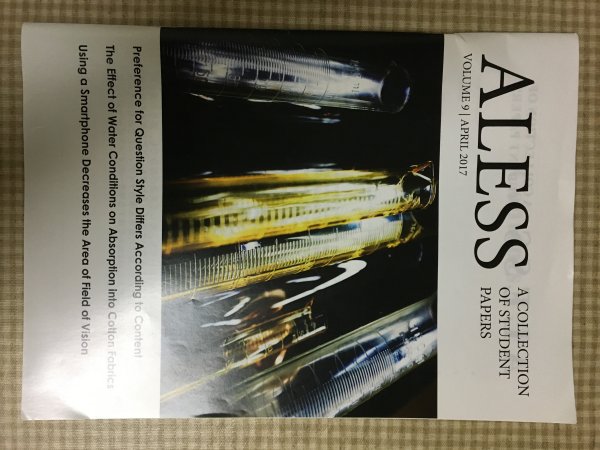 ALESS
A COLLECTION
OF STUDENT
PAPERS
VOLUME 9 | APRIL 2017
Preference for Question Style Differs According to Content
The Effect of Water Conditions on Absorption into Cotton Fabrics
Using a Smartphone Decreases the Area of Field of Vision